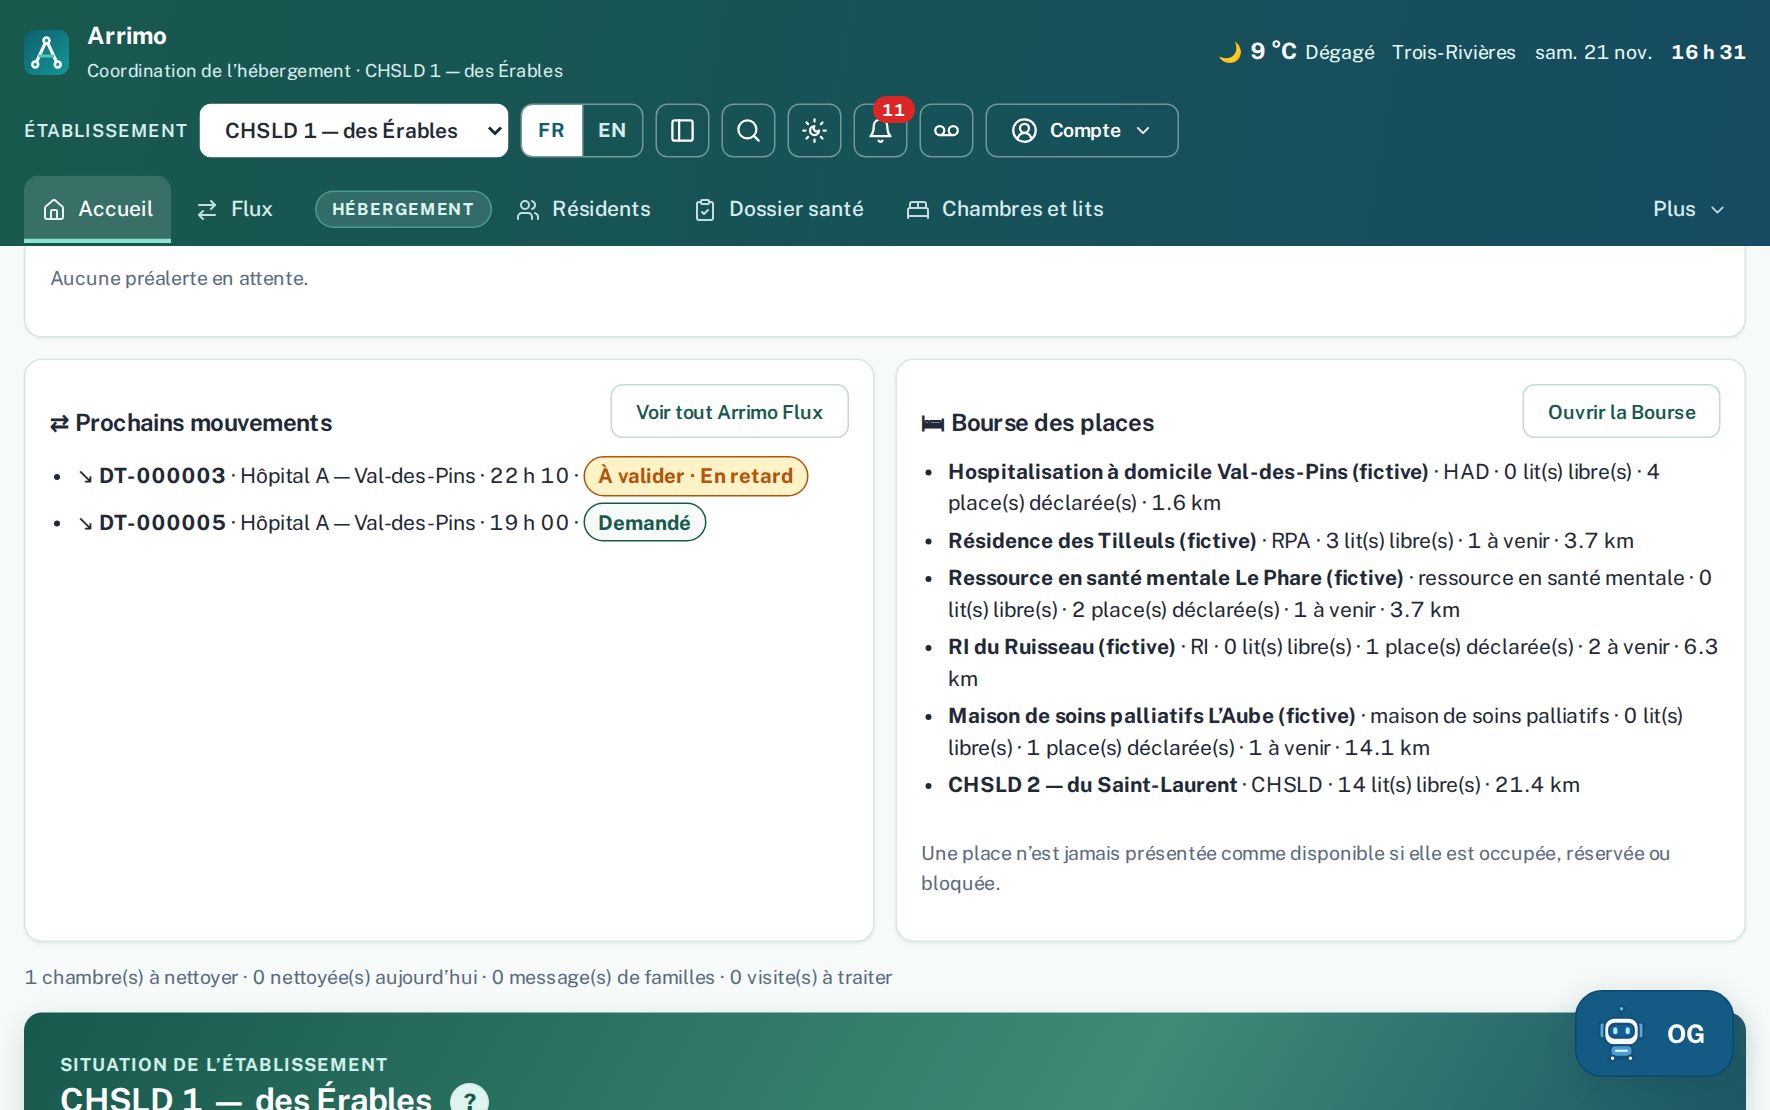 Arrimo
Coordination de l’hébergement · CHSLD 1 — des Érables
9 °C Dégagé Trois-Rivières sam. 21 nov. 16 h 31
ÉTABLISSEMENT CHSLD 1 — des Érables FR EN 11 Compte
Accueil Flux HÉBERGEMENT Résidents Dossier santé Chambres et lits Plus
Aucune préalerte en attente.
⇄ Prochains mouvements
Voir tout Arrimo Flux
• ↘ DT-000003 · Hôpital A — Val-des-Pins · 22 h 10 · À valider · En retard
• ↘ DT-000005 · Hôpital A — Val-des-Pins · 19 h 00 · Demandé
Bourse des places
Ouvrir la Bourse
• Hospitalisation à domicile Val-des-Pins (fictive) · HAD · 0 lit(s) libre(s) · 4
place(s) déclarée(s) · 1.6 km
• Résidence des Tilleuls (fictive) · RPA · 3 lit(s) libre(s) · 1 à venir · 3.7 km
• Ressource en santé mentale Le Phare (fictive) · ressource en santé mentale · 0
lit(s) libre(s) · 2 place(s) déclarée(s) · 1 à venir · 3.7 km
• RI du Ruisseau (fictive) · RI · 0 lit(s) libre(s) · 1 place(s) déclarée(s) · 2 à venir · 6.3
km
• Maison de soins palliatifs L’Aube (fictive) · maison de soins palliatifs · 0 lit(s)
libre(s) · 1 place(s) déclarée(s) · 1 à venir · 14.1 km
• CHSLD 2 — du Saint-Laurent · CHSLD · 14 lit(s) libre(s) · 21.4 km
Une place n’est jamais présentée comme disponible si elle est occupée, réservée ou
bloquée.
1 chambre(s) à nettoyer · 0 nettoyée(s) aujourd’hui · 0 message(s) de familles · 0 visite(s) à traiter
OG
SITUATION DE L’ÉTABLISSEMENT
CHSLD 1 — des Érables ?